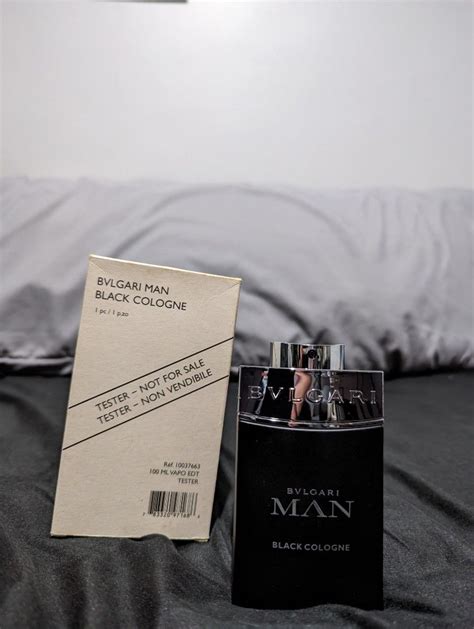 BVLGARI MAN
BLACK COLOGNE
1 pc / 1 pzo
TESTER – NOT FOR SALE
TESTER – NON VENDIBILE
Réf. 10037663
100 ML VAPO EDT
TESTER
BVLGARI
BVLGARI
MAN
BLACK COLOGNE